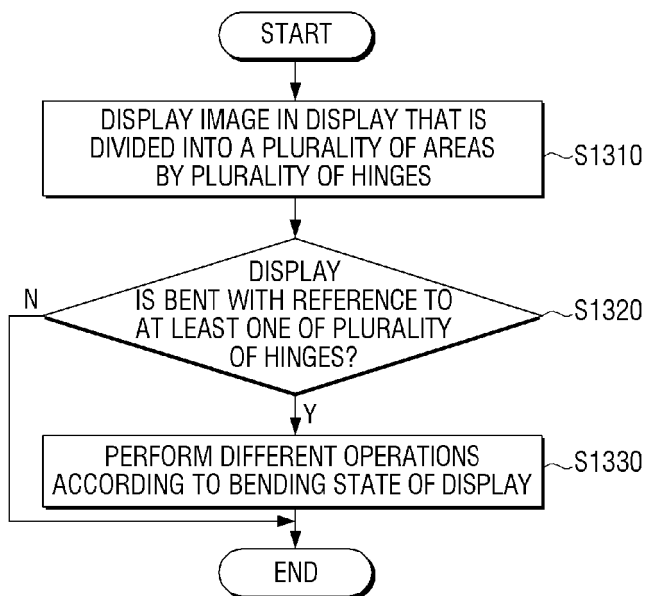 START
DISPLAY IMAGE IN DISPLAY THAT IS
DIVIDED INTO A PLURALITY OF AREAS
BY PLURALITY OF HINGES
S1310
N
DISPLAY
IS BENT WITH REFERENCE TO
AT LEAST ONE OF PLURALITY
OF HINGES?
S1320
Y
PERFORM DIFFERENT OPERATIONS
ACCORDING TO BENDING STATE OF DISPLAY
S1330
END